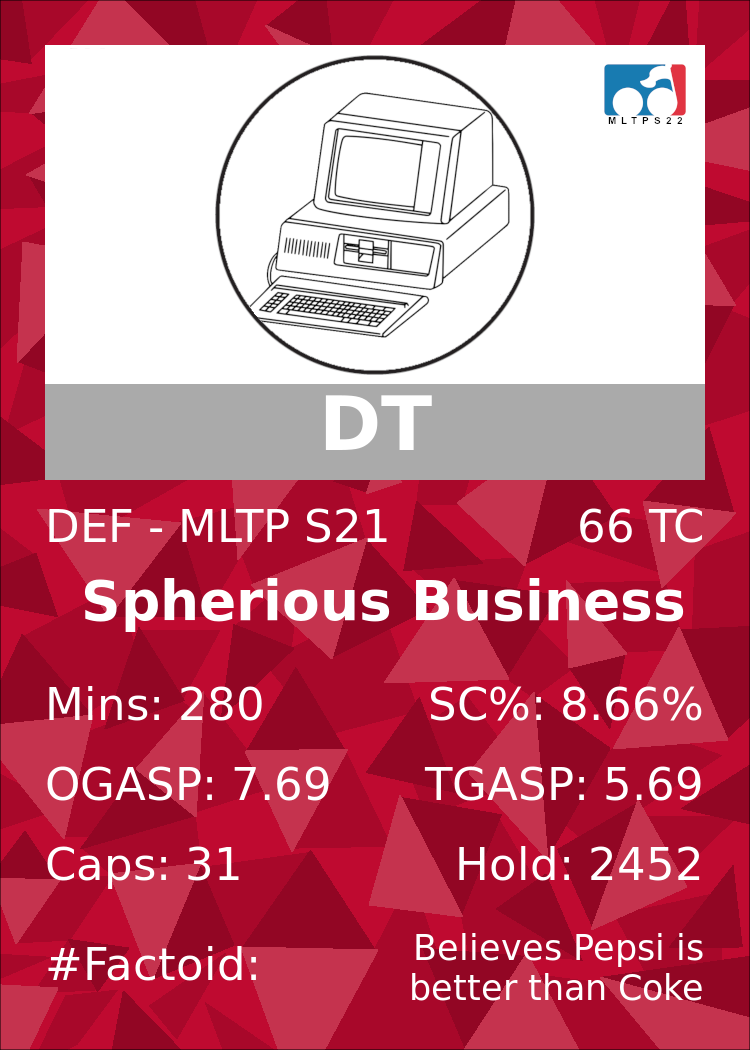 MLTPS22
DT
DEF - MLTP S21 66 TC
Spherious Business
Mins: 280 SC%: 8.66%
OGASP: 7.69 TGASP: 5.69
Caps: 31 Hold: 2452
#Factoid: Believes Pepsi is
better than Coke